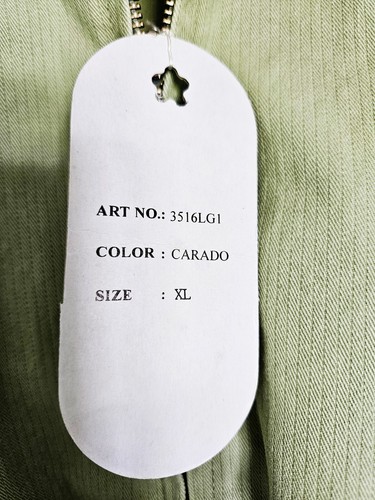 ART NO.: 3516LG1
COLOR : CARADO
SIZE : XL